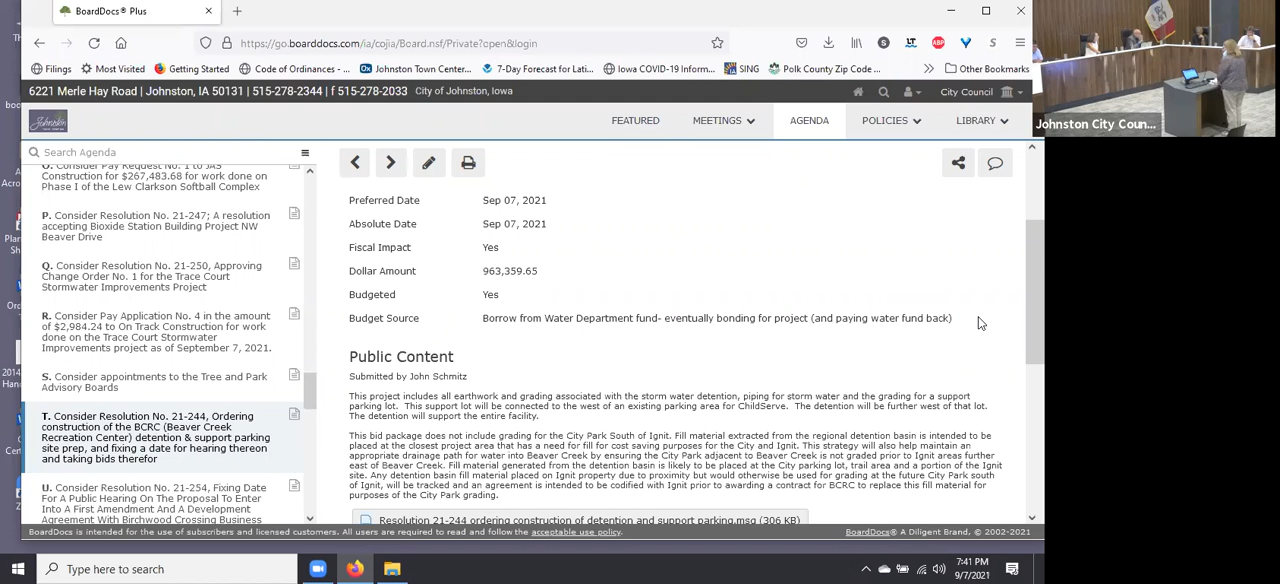 BoardDocs® Plus
https://go.boarddocs.com/ia/cojia/Board.nsf/Private?open&login
Filings
Most Visited
Getting Started
Code of Ordinances -...
Johnston Town Center...
7-Day Forecast for Lati...
Iowa COVID-19 Inform...
SING
Polk County Zip Code ...
Other Bookmarks
6221 Merle Hay Road | Johnston, IA 50131 | 515-278-2344 | f 515-278-2033 City of Johnston, Iowa
City Council
Johnston
FEATURED
MEETINGS
AGENDA
POLICIES
LIBRARY
Johnston City Coun...
Search Agenda
O. Consider Pay Request No. 1 to JAS
Construction for $267,483.68 for work done on
Phase I of the Lew Clarkson Softball Complex
P. Consider Resolution No. 21-247; A resolution
accepting Bioxide Station Building Project NW
Beaver Drive
Q. Consider Resolution No. 21-250, Approving
Change Order No. 1 for the Trace Court
Stormwater Improvements Project
R. Consider Pay Application No. 4 in the amount
of $2,984.24 to On Track Construction for work
done on the Trace Court Stormwater
Improvements project as of September 7, 2021.
S. Consider appointments to the Tree and Park
Advisory Boards
T. Consider Resolution No. 21-244, Ordering
construction of the BCRC (Beaver Creek
Recreation Center) detention & support parking
site prep, and fixing a date for hearing thereon
and taking bids therefor
U. Consider Resolution No. 21-254, Fixing Date
For A Public Hearing On The Proposal To Enter
Into A First Amendment And A Development
Agreement With Birchwood Crossing Business
Preferred Date Sep 07, 2021
Absolute Date Sep 07, 2021
Fiscal Impact Yes
Dollar Amount 963,359.65
Budgeted Yes
Budget Source Borrow from Water Department fund- eventually bonding for project (and paying water fund back)
Public Content
Submitted by John Schmitz
This project includes all earthwork and grading associated with the storm water detention, piping for storm water and the grading for a support
parking lot. This support lot will be connected to the west of an existing parking area for ChildServe. The detention will be further west of that lot.
The detention will support the entire facility.
This bid package does not include grading for the City Park South of Ignit. Fill material extracted from the regional detention basin is intended to be
placed at the closest project area that has a need for fill for cost saving purposes for the City and Ignit. This strategy will also help maintain an
appropriate drainage path for water into Beaver Creek by ensuring the City Park adjacent to Beaver Creek is not graded prior to Ignit areas further
east of Beaver Creek. Fill material generated from the detention basin is likely to be placed at the City parking lot, trail area and a portion of the Ignit
site. Any detention basin fill material placed on Ignit property due to proximity but would otherwise be used for grading at the future City park south
of Ignit, will be tracked and an agreement is intended to be codified with Ignit prior to awarding a contract for BCRC to replace this fill material for
purposes of the City Park grading.
Resolution 21-244 ordering construction of detention and support parking.msg (306 KB)
BoardDocs is intended for the use of subscribers and licensed customers. All users are required to read and follow the acceptable use policy.
BoardDocs® A Diligent Brand, © 2002-2021
Type here to search
7:41 PM
9/7/2021